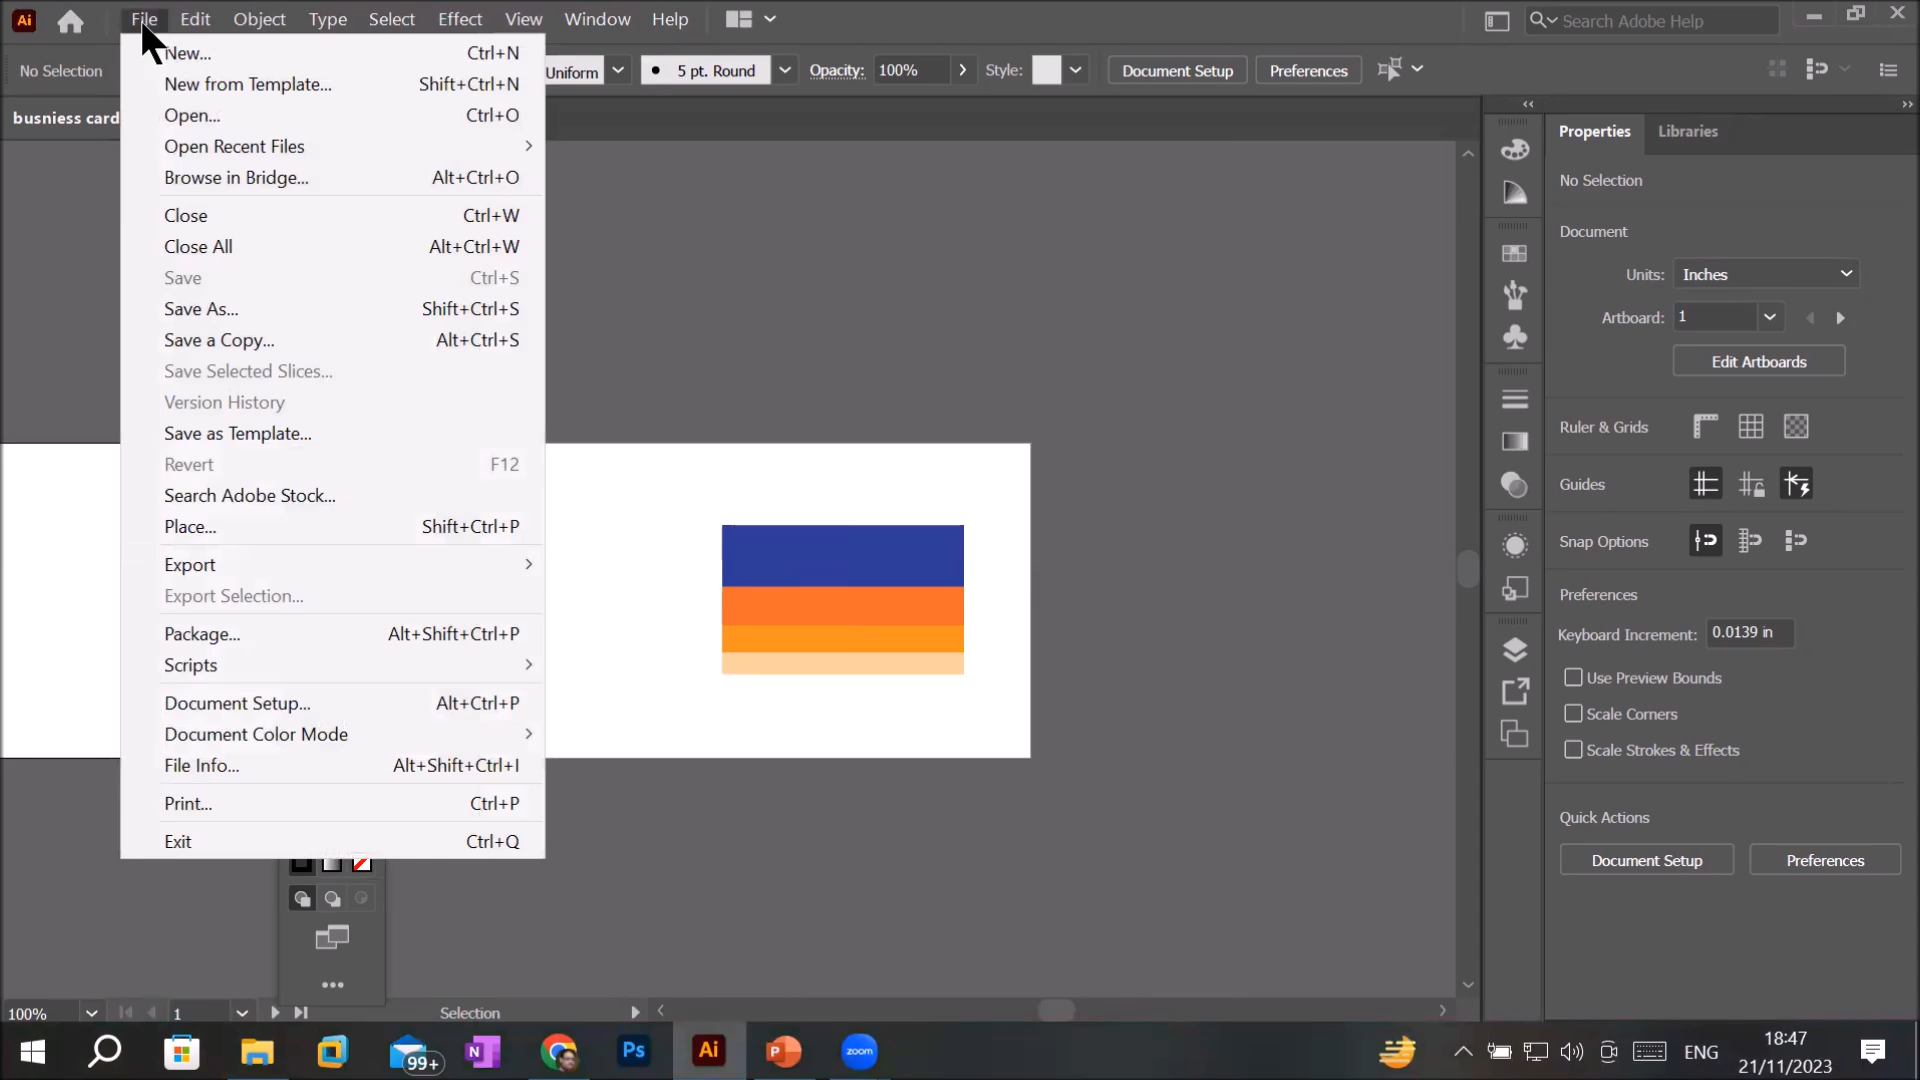 Ai File Edit Object Type Select Effect View Window Help Search Adobe Help
No Selection Uniform 5 pt. Round Opacity: 100% Style: Document Setup Preferences
busniess card
New... Ctrl+N
New from Template... Shift+Ctrl+N
Open... Ctrl+O
Open Recent Files
Browse in Bridge... Alt+Ctrl+O
Close Ctrl+W
Close All Alt+Ctrl+W
Save Ctrl+S
Save As... Shift+Ctrl+S
Save a Copy... Alt+Ctrl+S
Save Selected Slices...
Version History
Save as Template...
Revert F12
Search Adobe Stock...
Place... Shift+Ctrl+P
Export
Export Selection...
Package... Alt+Shift+Ctrl+P
Scripts
Document Setup... Alt+Ctrl+P
Document Color Mode
File Info... Alt+Shift+Ctrl+I
Print... Ctrl+P
Exit Ctrl+Q
Properties Libraries
No Selection
Document
Units: Inches
Artboard: 1
Edit Artboards
Ruler & Grids
Guides
Snap Options
Preferences
Keyboard Increment: 0.0139 in
Use Preview Bounds
Scale Corners
Scale Strokes & Effects
Quick Actions
Document Setup Preferences
100% 1 Selection
99+ N Ps Ai P zoom ENG 18:47
21/11/2023